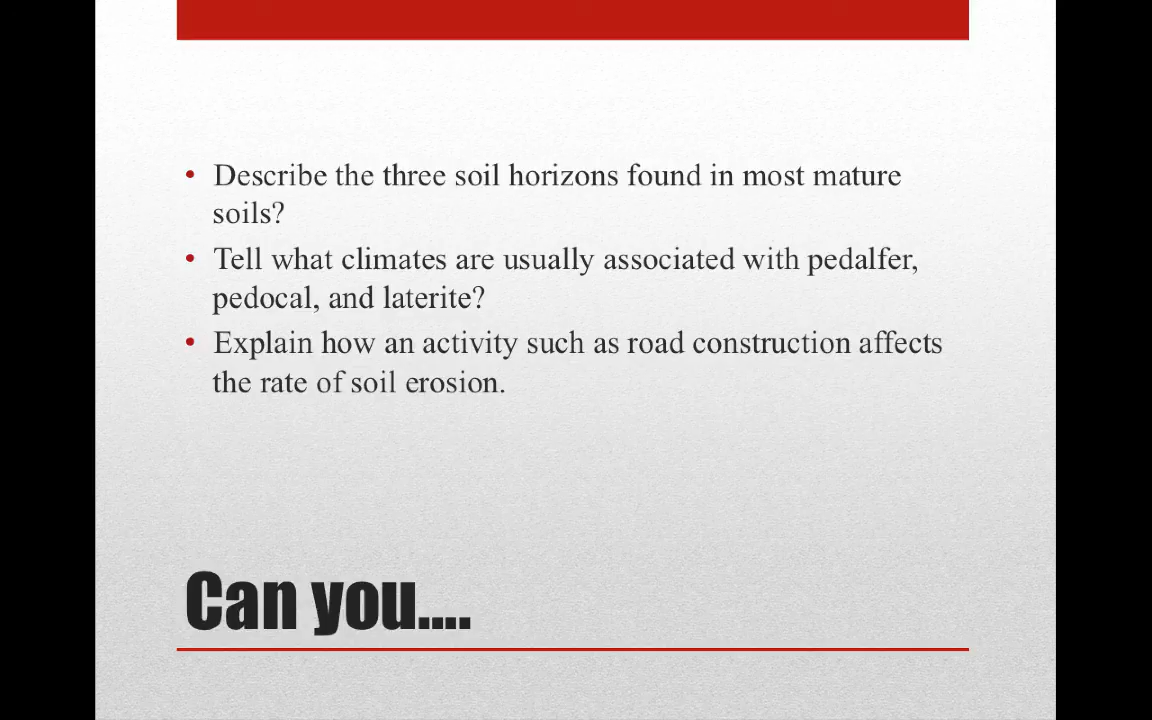 • Describe the three soil horizons found in most mature
soils?
• Tell what climates are usually associated with pedalfer,
pedocal, and laterite?
• Explain how an activity such as road construction affects
the rate of soil erosion.
Can you....